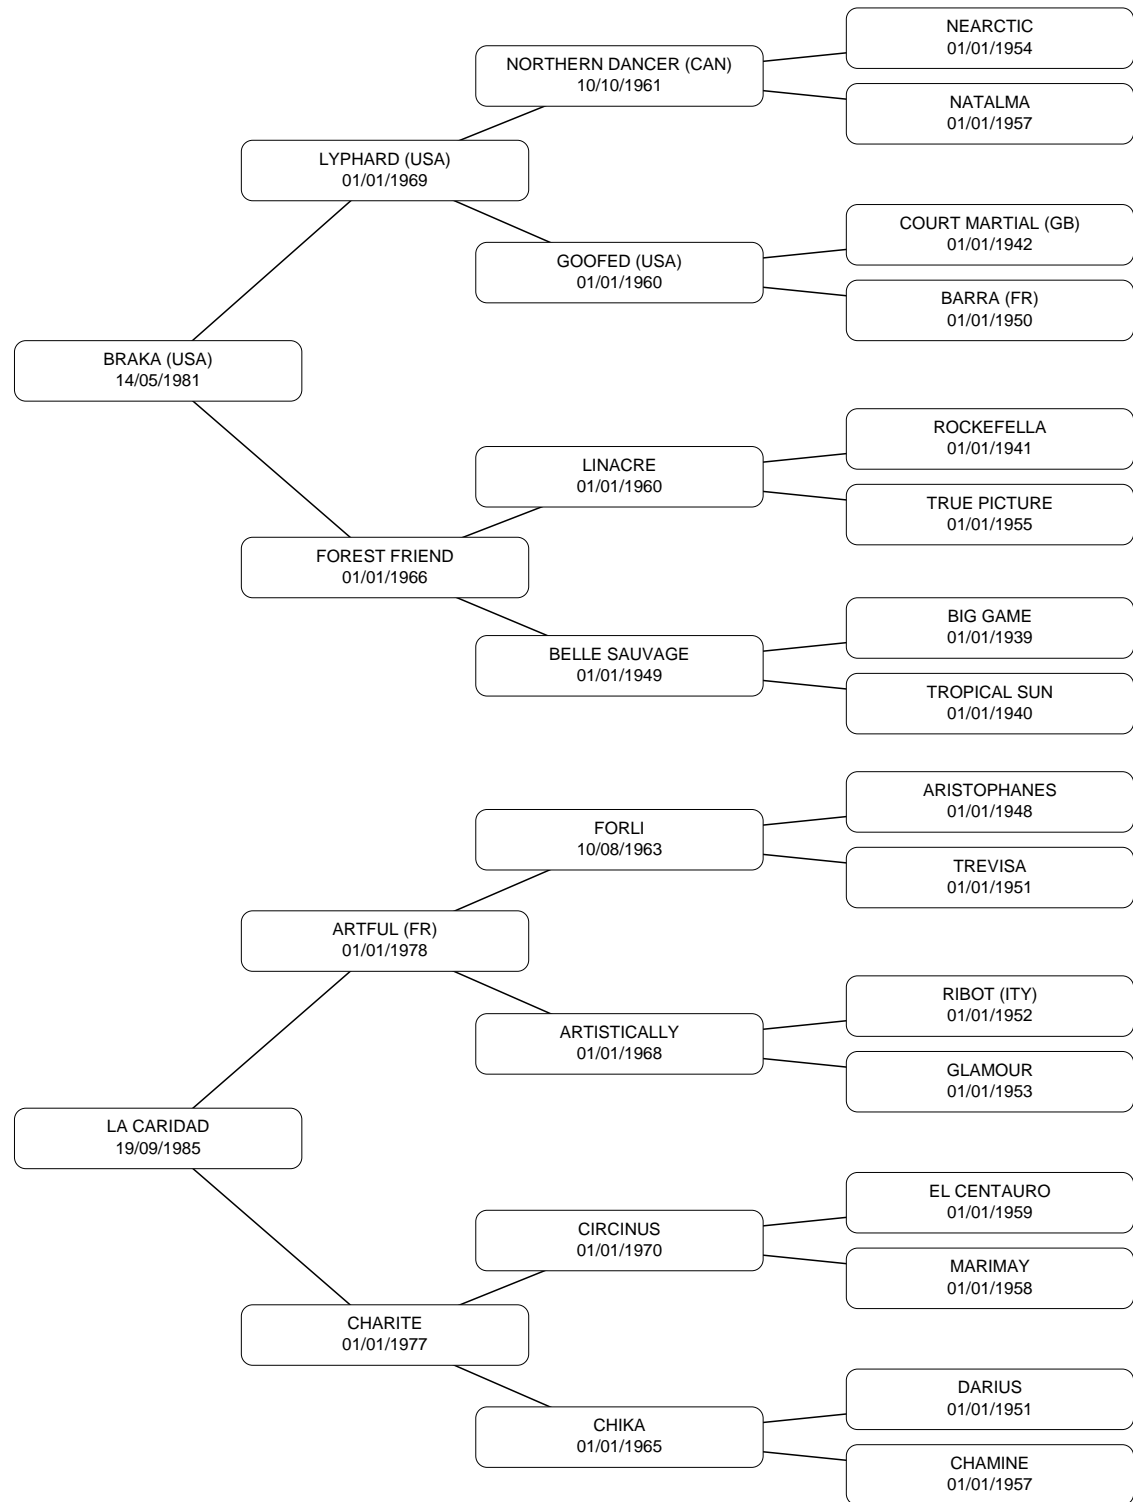 NEARCTIC
01/01/1954
NORTHERN DANCER (CAN)
10/10/1961
NATALMA
01/01/1957
LYPHARD (USA)
01/01/1969
COURT MARTIAL (GB)
01/01/1942
GOOFED (USA)
01/01/1960
BARRA (FR)
01/01/1950
BRAKA (USA)
14/05/1981
ROCKEFELLA
01/01/1941
LINACRE
01/01/1960
TRUE PICTURE
01/01/1955
FOREST FRIEND
01/01/1966
BIG GAME
01/01/1939
BELLE SAUVAGE
01/01/1949
TROPICAL SUN
01/01/1940
ARISTOPHANES
01/01/1948
FORLI
10/08/1963
TREVISA
01/01/1951
ARTFUL (FR)
01/01/1978
RIBOT (ITY)
01/01/1952
ARTISTICALLY
01/01/1968
GLAMOUR
01/01/1953
LA CARIDAD
19/09/1985
EL CENTAURO
01/01/1959
CIRCINUS
01/01/1970
MARIMAY
01/01/1958
CHARITE
01/01/1977
DARIUS
01/01/1951
CHIKA
01/01/1965
CHAMINE
01/01/1957